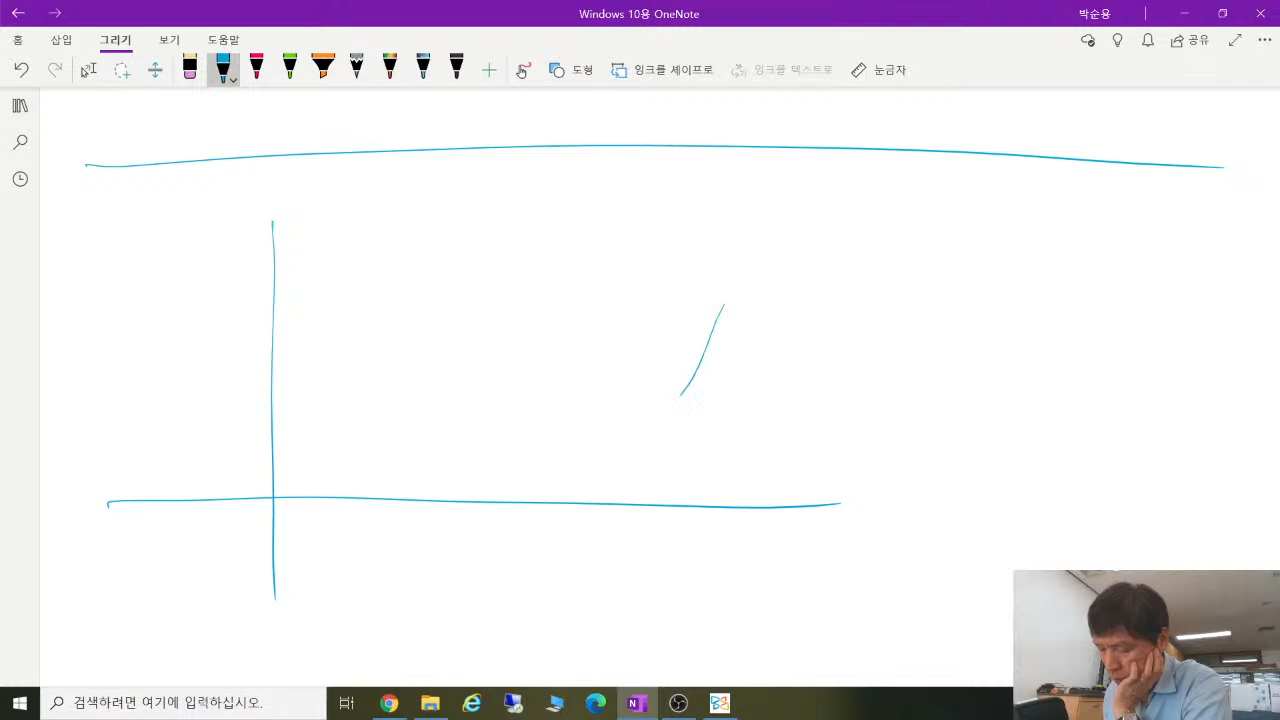 Windows 10용 OneNote
박순용
홈 삽입 그리기 보기 도움말
공유
도형 잉크를 셰이프로 잉크를 텍스트로 눈금자
검색하려면 여기에 입력하십시오.